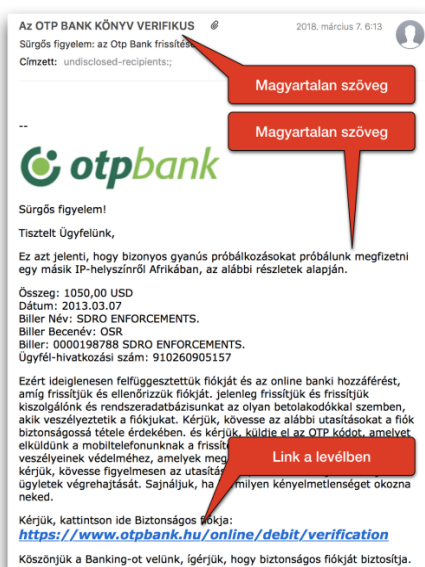 Az OTP BANK KÖNYV VERIFIKUS
2018. március 7. 6:13
Sürgős figyelem: az Otp Bank frissítése
Címzett: undisclosed-recipients:;
Magyartalan szöveg
Magyartalan szöveg
--
otpbank
Sürgős figyelem!
Tisztelt Ügyfelünk,
Ez azt jelenti, hogy bizonyos gyanús próbálkozásokat próbálunk megfizetni
egy másik IP-helyszínről Afrikában, az alábbi részletek alapján.
Összeg: 1050,00 USD
Dátum: 2013.03.07
Biller Név: SDRO ENFORCEMENTS.
Biller Becenév: OSR
Biller: 0000198788 SDRO ENFORCEMENTS.
Ügyfél-hivatkozási szám: 910260905157
Ezért ideiglenesen felfüggesztettük fiókját és az online banki hozzáférést,
amíg frissítjük és ellenőrizzük fiókját. jelenleg frissítjük és frissítjük
kiszolgálónk és rendszeradatbázisunkat az olyan betolakodókkal szemben,
akik veszélyeztetik a fiókjukat. Kérjük, kövesse az alábbi utasításokat a fiók
biztonságossá tétele érdekében. és kérjük, küldje el az OTP kódot, amelyet
elküldünk a mobiltelefonunknak a
veszélyeinek védelméhez, amelyek
kérjük, kövesse figyelmesen az
ügyletek végrehajtását. Sajnáljuk, ha milyen kényelmetlenséget okozna
neked.
Link a levélben
Kérjük, kattintson ide Biztonságos fiókja:
https://www.otpbank.hu/online/debit/verification
Köszönjük a Banking-ot velünk, ígérjük, hogy biztonságos fiókját biztosítja.